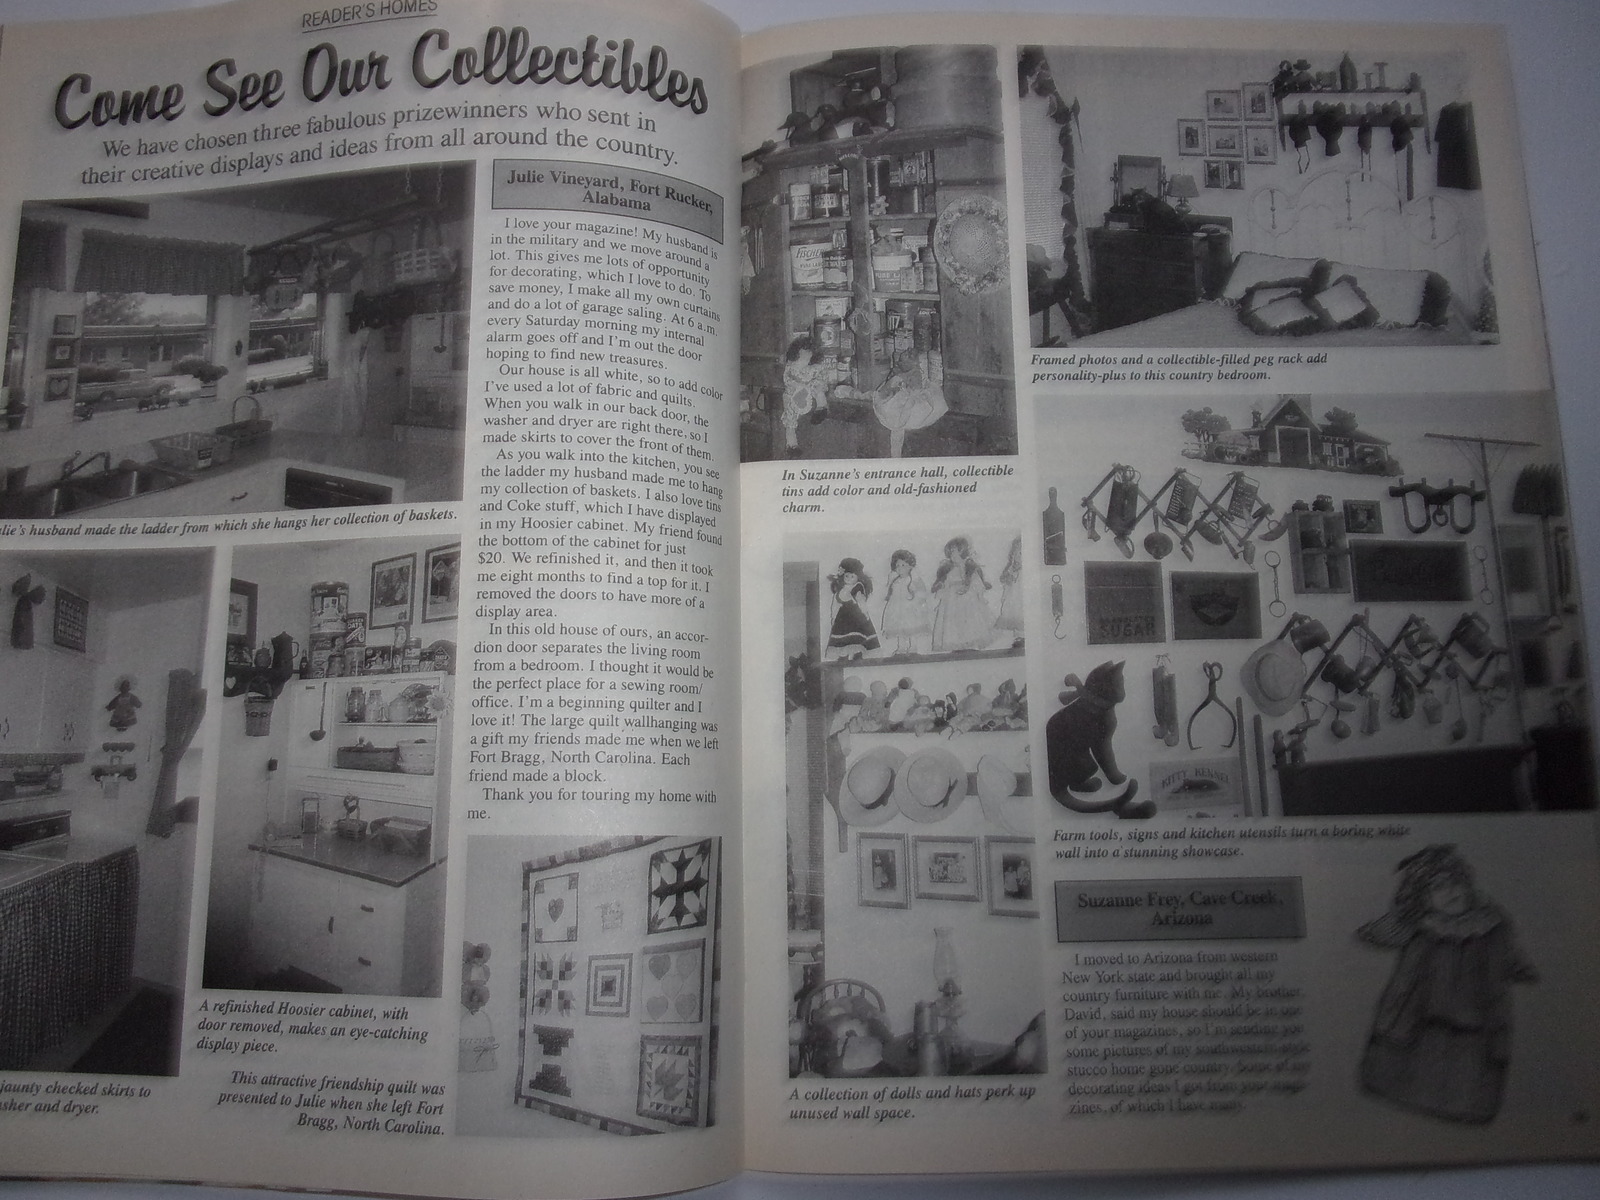 READER'S HOMES
Come See Our Collectibles
We have chosen three fabulous prizewinners who sent in
their creative displays and ideas from all around the country.
Julie Vineyard, Fort Rucker,
Alabama
I love your magazine! My husband is
in the military and we move around a
lot. This gives me lots of opportunity
for decorating, which I love to do. To
save money, I make all my own curtains
and do a lot of garage saling. At 6 a.m.
every Saturday morning my internal
alarm goes off and I'm out the door
hoping to find new treasures.
Our house is all white, so to add color
I've used a lot of fabric and quilts.
When you walk in our back door, the
washer and dryer are right there, so I
made skirts to cover the front of them.
As you walk into the kitchen, you see
the ladder my husband made me to hang
my collection of baskets. I also love tins
and Coke stuff, which I have displayed
in my Hoosier cabinet. My friend found
the bottom of the cabinet for just
$20. We refinished it, and then it took
me eight months to find a top for it. I
removed the doors to have more of a
display area.
In this old house of ours, an accor-
dion door separates the living room
from a bedroom. I thought it would be
the perfect place for a sewing room/
office. I'm a beginning quilter and I
love it! The large quilt wallhanging was
a gift my friends made me when we left
Fort Bragg, North Carolina. Each
friend made a block.
Thank you for touring my home with
me.
lie's husband made the ladder from which she hangs her collection of baskets.
jaunty checked skirts to
sher and dryer.
A refinished Hoosier cabinet, with
door removed, makes an eye-catching
display piece.
This attractive friendship quilt was
presented to Julie when she left Fort
Bragg, North Carolina.
In Suzanne's entrance hall, collectible
tins add color and old-fashioned
charm.
Framed photos and a collectible-filled peg rack add
personality-plus to this country bedroom.
SUGAR
KITTY KENNEL
Farm tools, signs and kitchen utensils turn a boring white
wall into a stunning showcase.
A collection of dolls and hats perk up
unused wall space.
Suzanne Frey, Cave Creek,
Arizona
I moved to Arizona from western
New York state and brought all my
country furniture with me. My brother,
David, said my house should be in one
of your magazines, so I'm sending you
some pictures of my southwestern-style
stucco home gone country. Some of my
decorating ideas I got from your maga-
zines, of which I have many.